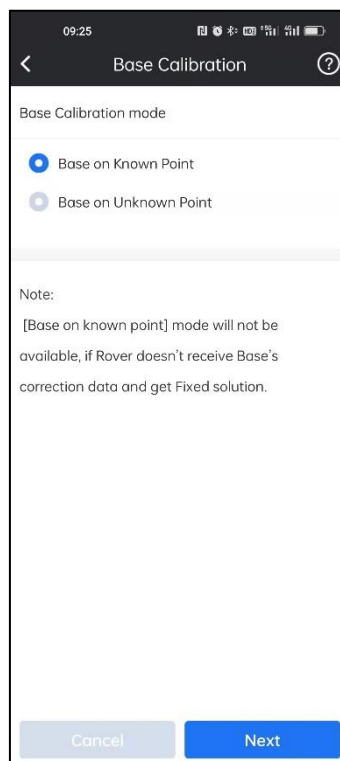 09:25
Base Calibration
Base Calibration mode
Base on Known Point
Base on Unknown Point
Note:
[Base on known point] mode will not be
available, if Rover doesn't receive Base's
correction data and get Fixed solution.
Cancel
Next